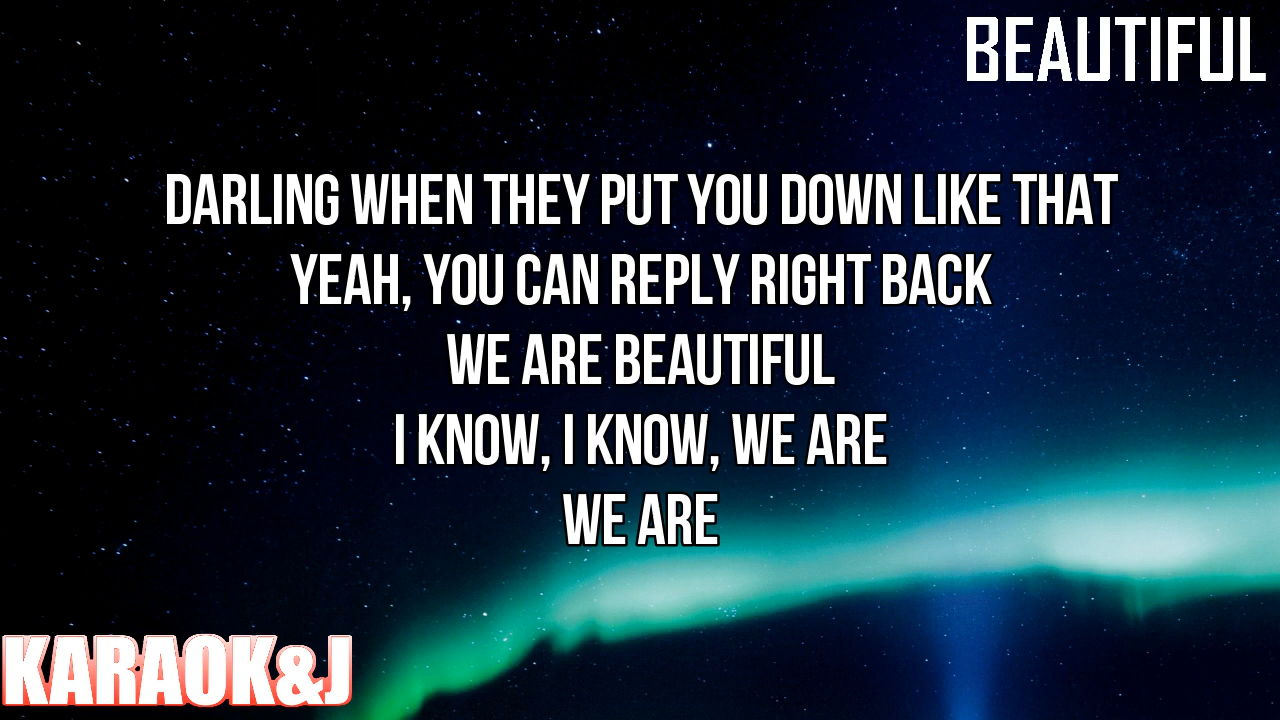 BEAUTIFUL
DARLING WHEN THEY PUT YOU DOWN LIKE THAT
YEAH, YOU CAN REPLY RIGHT BACK
WE ARE BEAUTIFUL
I KNOW, I KNOW, WE ARE
WE ARE
KARAOK&J